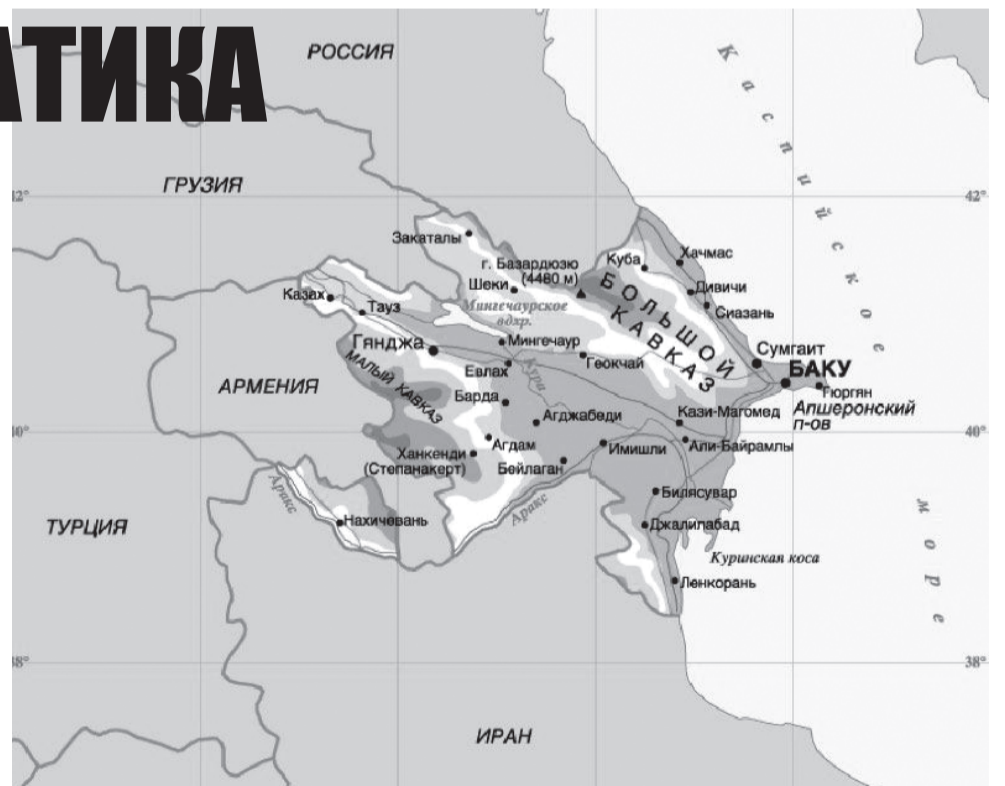 АТИКА
РОССИЯ
Каспийское
ГРУЗИЯ
42°
42°
Закаталы
г. Базардюзю
(4460 м)
Куба
Хачмас
Шеки
Дивичи
Казах
Тауз
Мингечаурское
вдхр.
БОЛЬШОЙ
КАВКАЗ
Сиазань
Гянджа
Мингечаур
Геокчай
Сумгаит
БАКУ
Евлах
Кура
МАЛЫЙ КАВКАЗ
АРМЕНИЯ
Барда
Гюргян
Агджабеди
Кази-Магомед
Апшеронский
п-ов
40°
Агдам
Имишли
Али-Байрамлы
Ханкенди
(Степанакерт)
Бейлаган
Аракс
Аракс
Билясувар
море
ТУРЦИЯ
Нахичевань
Джалилабад
Куринская коса
Ленкорань
38°
38°
ИРАН